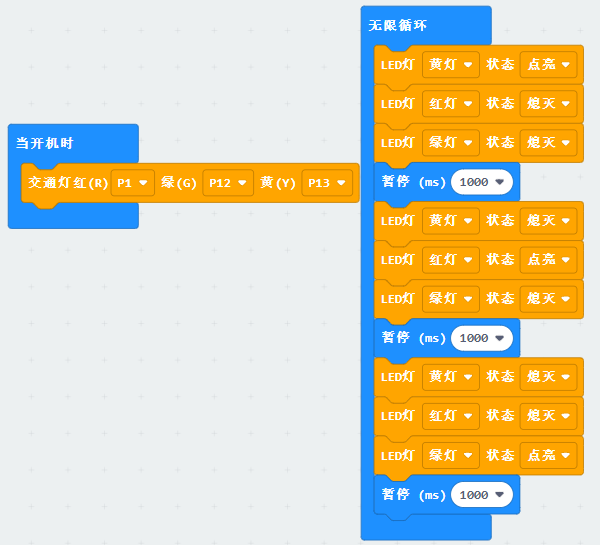 当开机时
交通灯红(R) P1 绿(G) P12 黄(Y) P13
无限循环
LED灯 黄灯 状态 点亮
LED灯 红灯 状态 熄灭
LED灯 绿灯 状态 熄灭
暂停 (ms) 1000
LED灯 黄灯 状态 熄灭
LED灯 红灯 状态 点亮
LED灯 绿灯 状态 熄灭
暂停 (ms) 1000
LED灯 黄灯 状态 熄灭
LED灯 红灯 状态 熄灭
LED灯 绿灯 状态 点亮
暂停 (ms) 1000